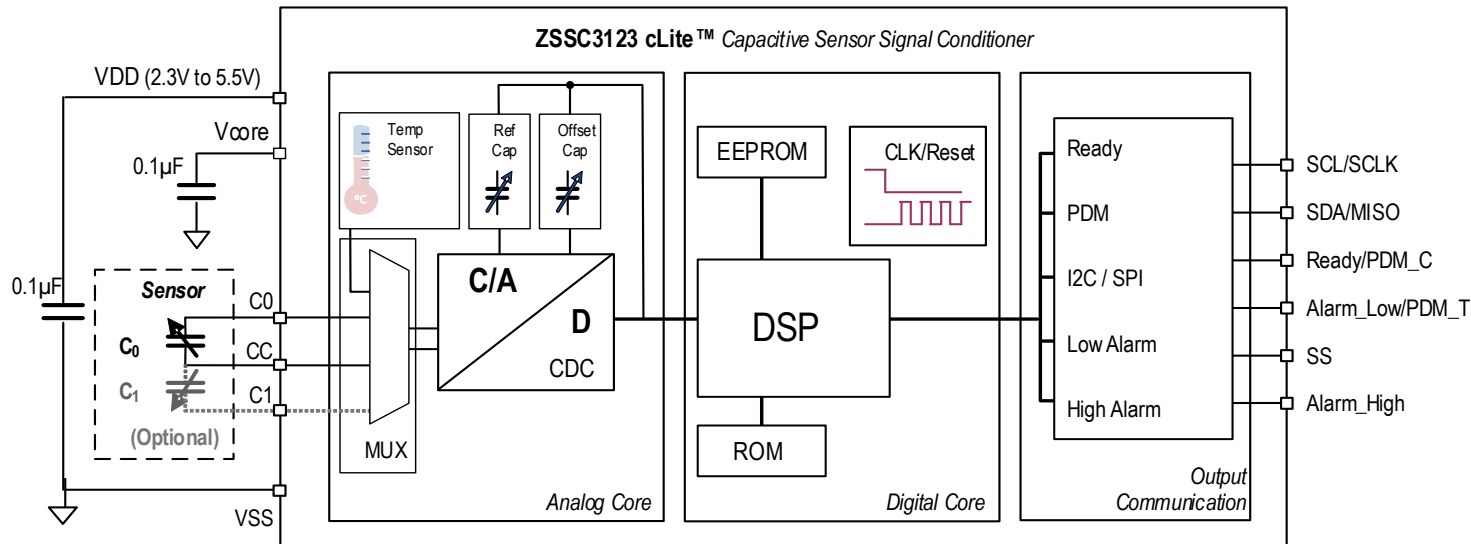 ZSSC3123 cLite™ Capacitive Sensor Signal Conditioner
VDD (2.3V to 5.5V)
Vcore
0.1µF
0.1µF
Sensor
C0
C1
(Optional)
C0
CC
C1
VSS
Temp
Sensor
°C
Ref
Cap
Offset
Cap
MUX
C/A
D
CDC
Analog Core
EEPROM
CLK/Reset
DSP
ROM
Digital Core
Ready
PDM
I2C / SPI
Low Alarm
High Alarm
Output
Communication
SCL/SCLK
SDA/MISO
Ready/PDM_C
Alarm_Low/PDM_T
SS
Alarm_High